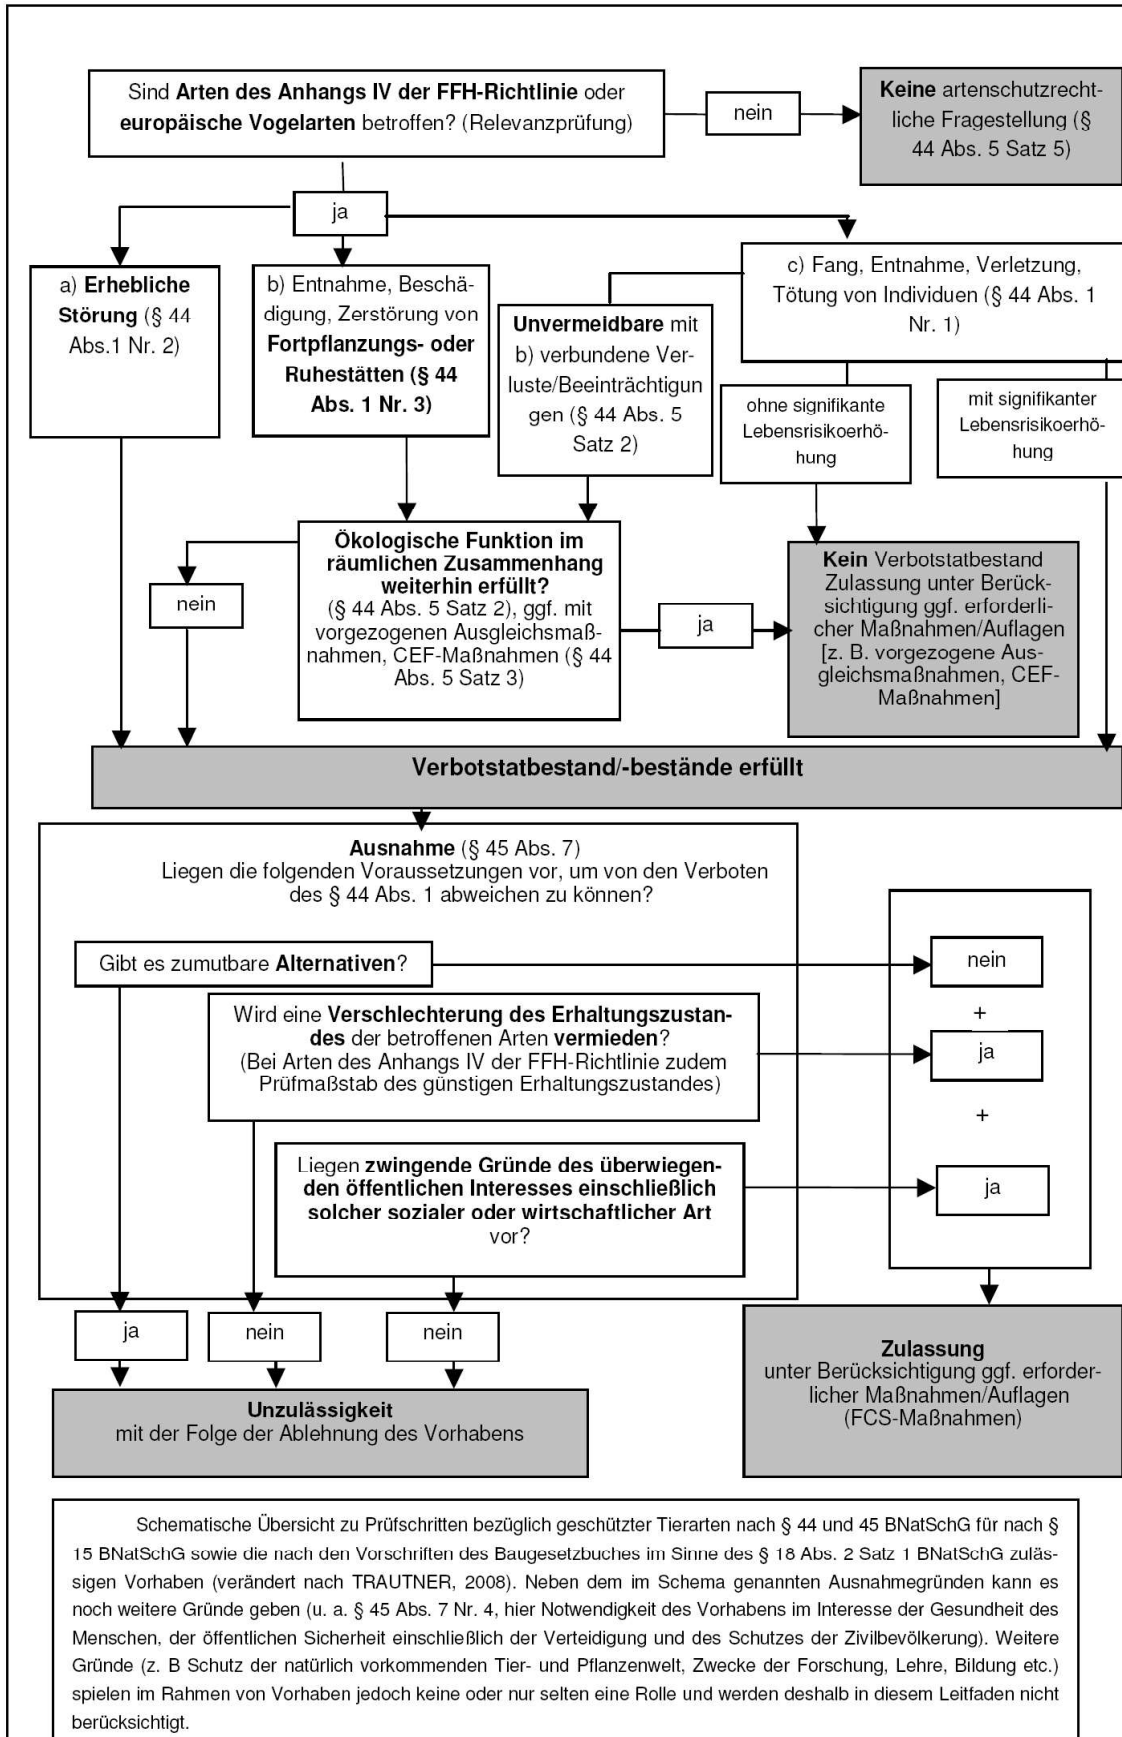 Sind Arten des Anhangs IV der FFH-Richtlinie oder
europäische Vogelarten betroffen? (Relevanzprüfung)
nein
Keine artenschutzrecht-
liche Fragestellung (§
44 Abs. 5 Satz 5)
ja
a) Erhebliche
Störung (§ 44
Abs.1 Nr. 2)
b) Entnahme, Beschä-
digung, Zerstörung von
Fortpflanzungs- oder
Ruhestätten (§ 44
Abs. 1 Nr. 3)
Unvermeidbare mit
b) verbundene Ver-
luste/Beeinträchtigun
gen (§ 44 Abs. 5
Satz 2)
c) Fang, Entnahme, Verletzung,
Tötung von Individuen (§ 44 Abs. 1
Nr. 1)
ohne signifikante
Lebensrisikoerhö-
hung
mit signifikanter
Lebensrisikoerhö-
hung
Ökologische Funktion im
räumlichen Zusammenhang
weiterhin erfüllt?
(§ 44 Abs. 5 Satz 2), ggf. mit
vorgezogenen Ausgleichsmaß-
nahmen, CEF-Maßnahmen (§ 44
Abs. 5 Satz 3)
nein
ja
Kein Verbotstatbestand
Zulassung unter Berück-
sichtigung ggf. erforderli-
cher Maßnahmen/Auflagen
[z. B. vorgezogene Aus-
gleichsmaßnahmen, CEF-
Maßnahmen]
Verbotstatbestand/-bestände erfüllt
Ausnahme (§ 45 Abs. 7)
Liegen die folgenden Voraussetzungen vor, um von den Verboten
des § 44 Abs. 1 abweichen zu können?
Gibt es zumutbare Alternativen?
nein
+
Wird eine Verschlechterung des Erhaltungszustan-
des der betroffenen Arten vermieden?
(Bei Arten des Anhangs IV der FFH-Richtlinie zudem
Prüfmaßstab des günstigen Erhaltungszustandes)
ja
+
Liegen zwingende Gründe des überwiegen-
den öffentlichen Interesses einschließlich
solcher sozialer oder wirtschaftlicher Art
vor?
ja
ja
nein
nein
Unzulässigkeit
mit der Folge der Ablehnung des Vorhabens
Zulassung
unter Berücksichtigung ggf. erforder-
licher Maßnahmen/Auflagen
(FCS-Maßnahmen)
Schematische Übersicht zu Prüfschritten bezüglich geschützter Tierarten nach § 44 und 45 BNatSchG für nach §
15 BNatSchG sowie die nach den Vorschriften des Baugesetzbuches im Sinne des § 18 Abs. 2 Satz 1 BNatSchG zuläs-
sigen Vorhaben (verändert nach TRAUTNER, 2008). Neben dem im Schema genannten Ausnahmegründen kann es
noch weitere Gründe geben (u. a. § 45 Abs. 7 Nr. 4, hier Notwendigkeit des Vorhabens im Interesse der Gesundheit des
Menschen, der öffentlichen Sicherheit einschließlich der Verteidigung und des Schutzes der Zivilbevölkerung). Weitere
Gründe (z. B Schutz der natürlich vorkommenden Tier- und Pflanzenwelt, Zwecke der Forschung, Lehre, Bildung etc.)
spielen im Rahmen von Vorhaben jedoch keine oder nur selten eine Rolle und werden deshalb in diesem Leitfaden nicht
berücksichtigt.